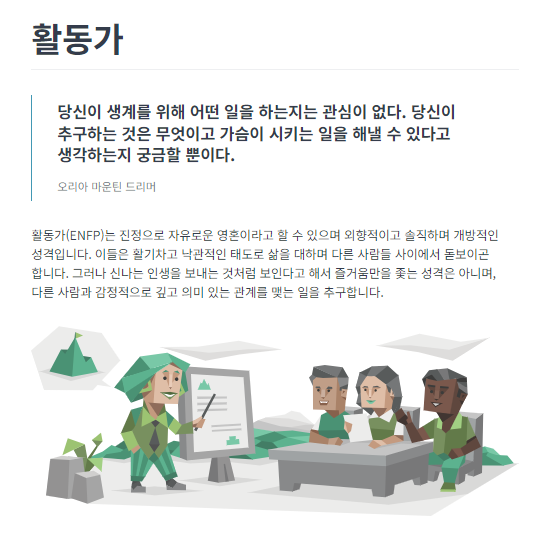 활동가
당신이 생계를 위해 어떤 일을 하는지는 관심이 없다. 당신이
추구하는 것은 무엇이고 가슴이 시키는 일을 해낼 수 있다고
생각하는지 궁금할 뿐이다.
오리아 마운틴 드리머
활동가(ENFP)는 진정으로 자유로운 영혼이라고 할 수 있으며 외향적이고 솔직하며 개방적인
성격입니다. 이들은 활기차고 낙관적인 태도로 삶을 대하며 다른 사람들 사이에서 돋보이곤
합니다. 그러나 신나는 인생을 보내는 것처럼 보인다고 해서 즐거움만을 좇는 성격은 아니며,
다른 사람과 감정적으로 깊고 의미 있는 관계를 맺는 일을 추구합니다.